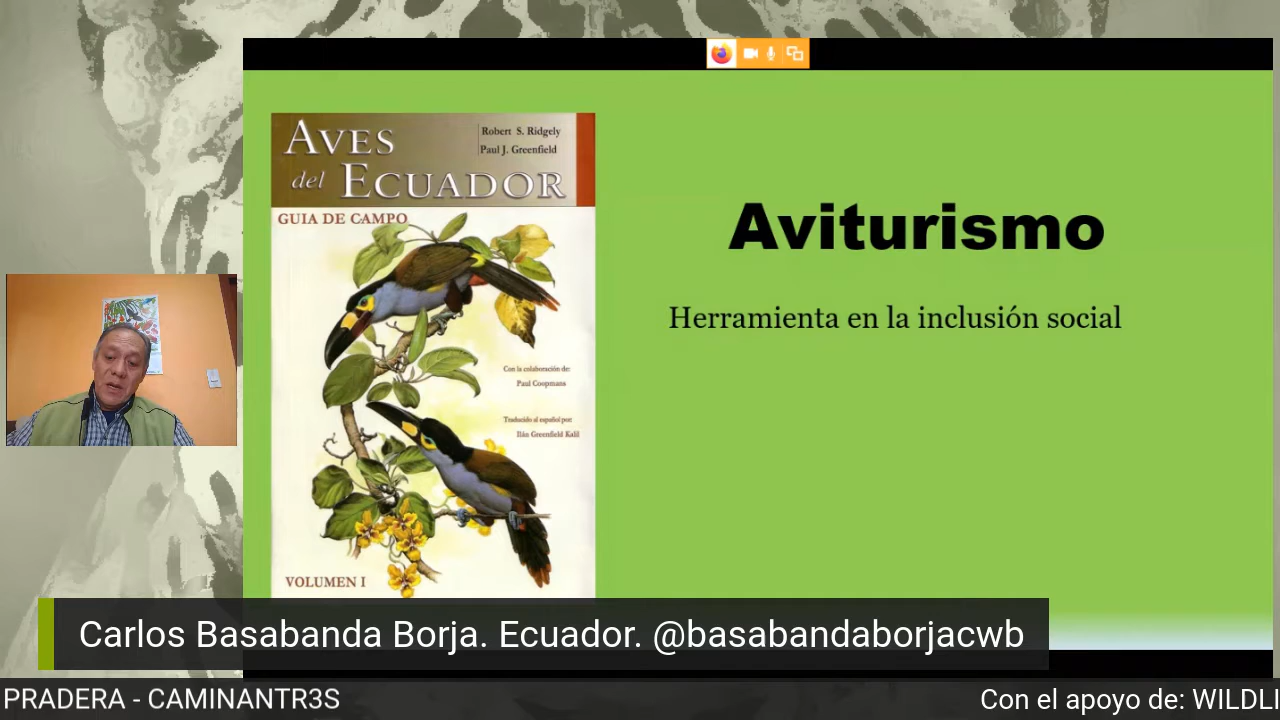 AVES
del ECUADOR
Robert S. Ridgely
Paul J. Greenfield
GUIA DE CAMPO
Con la colaboración de:
Paul Coopmans
Traducido al español por:
Ilán Greenfield Kalil
VOLUMEN I
Aviturismo
Herramienta en la inclusión social
Carlos Basabanda Borja. Ecuador. @basabandaborjacwb
PRADERA - CAMINANTR3S
Con el apoyo de: WILDLI